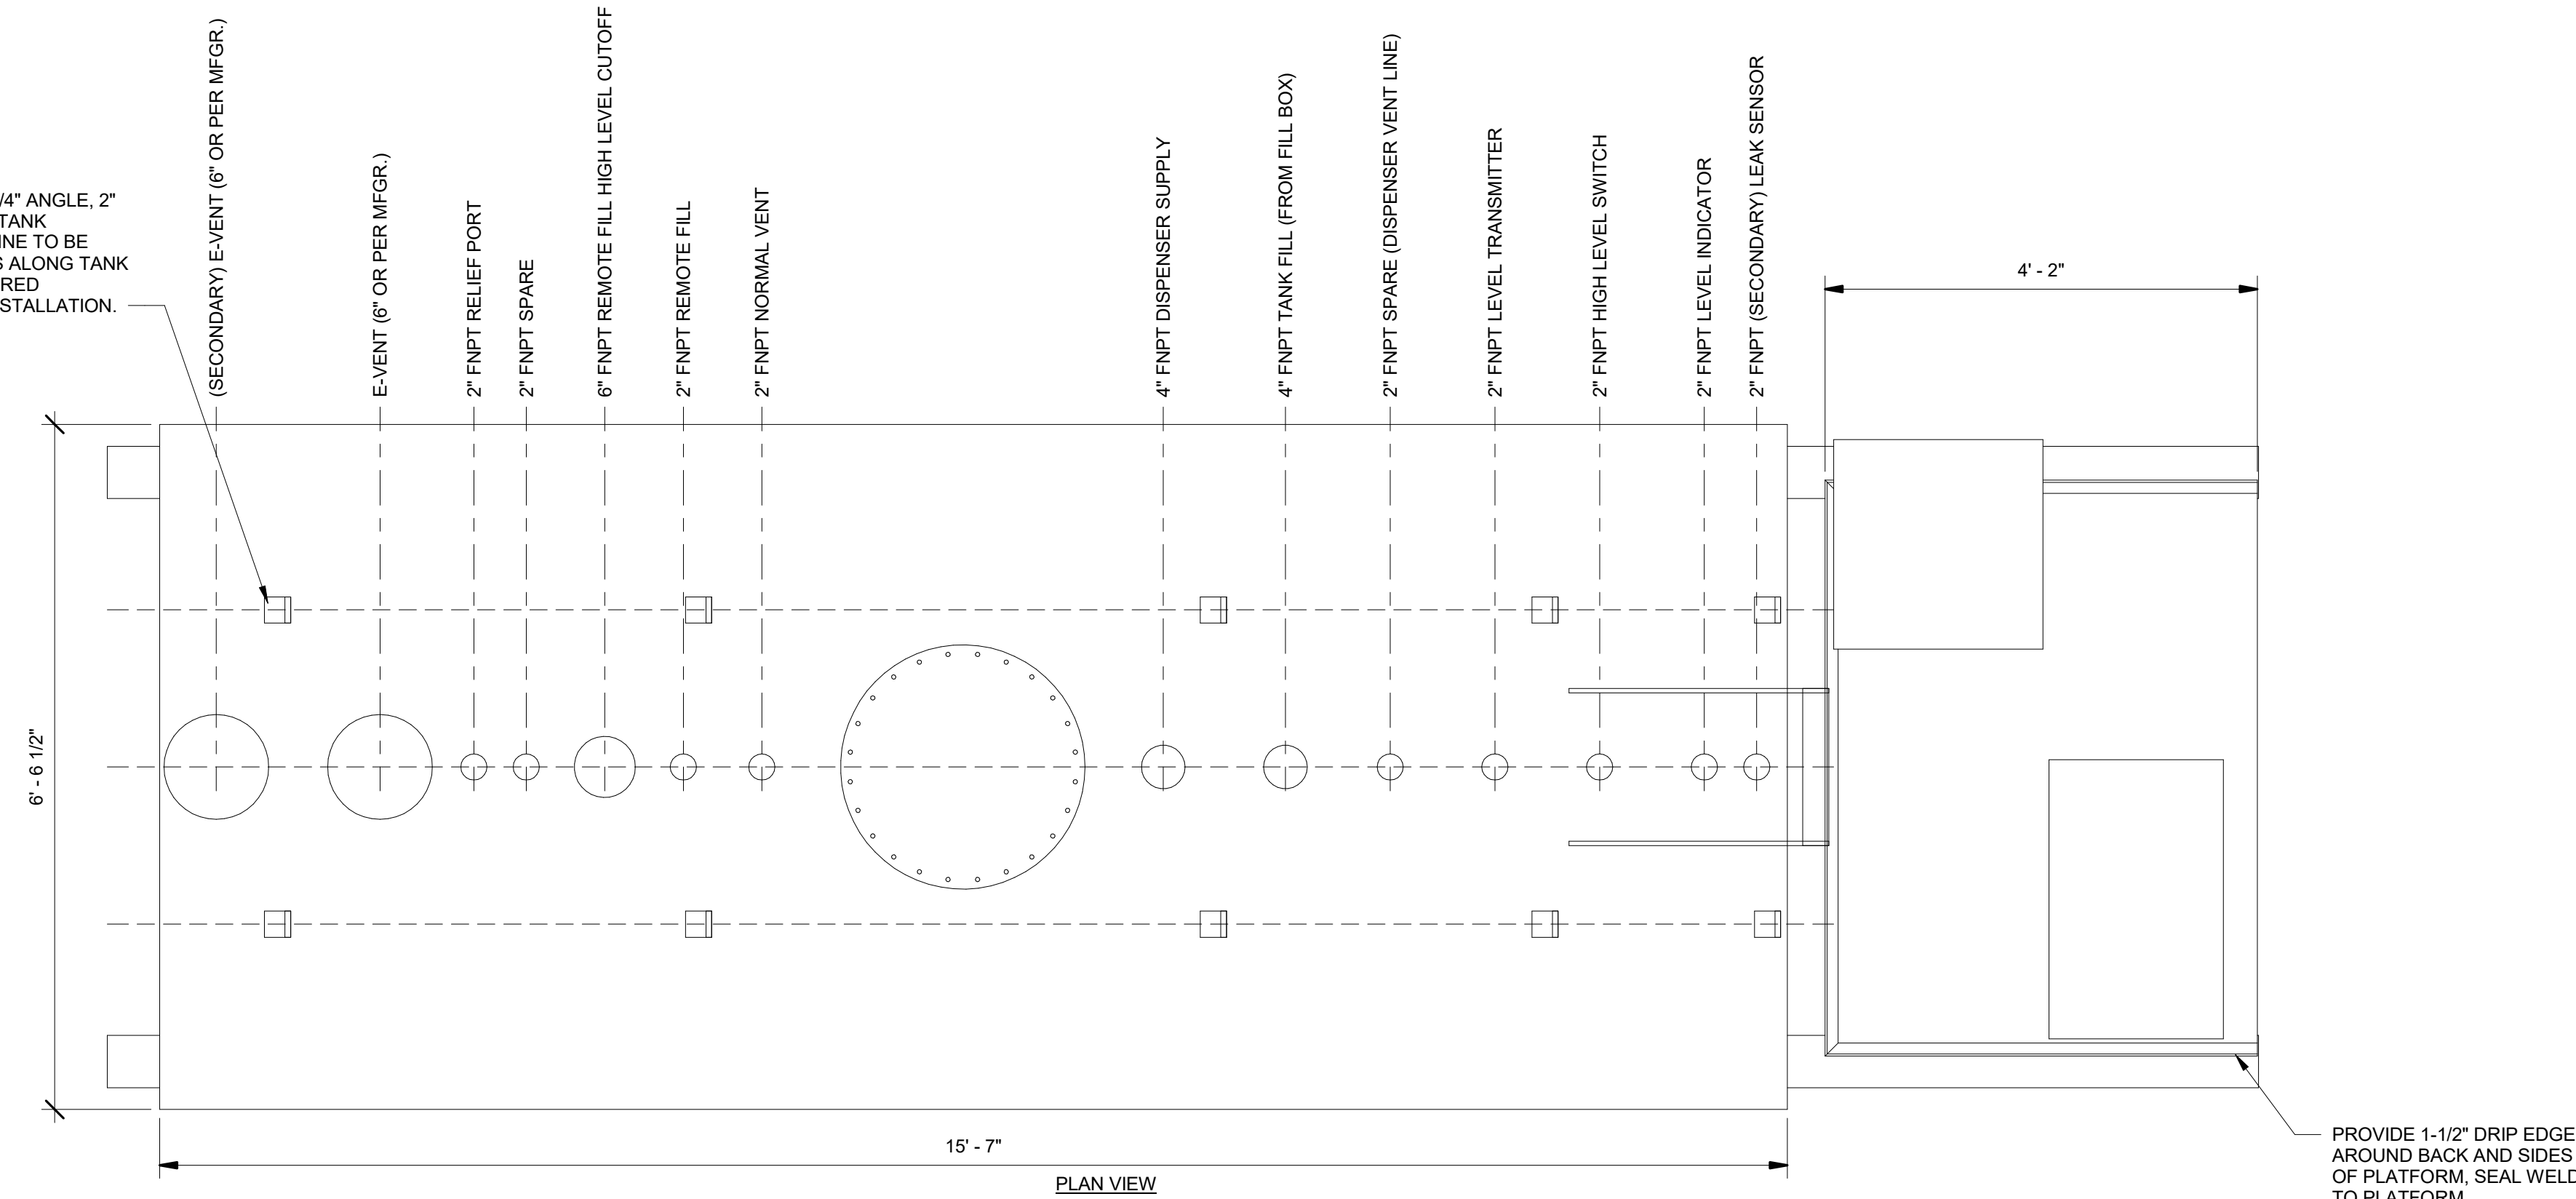 (SECONDARY) E-VENT (6" OR PER MFGR.)
E-VENT (6" OR PER MFGR.)
2" FNPT RELIEF PORT
2" FNPT SPARE
6" FNPT REMOTE FILL HIGH LEVEL CUTOFF
2" FNPT REMOTE FILL
2" FNPT NORMAL VENT
4" FNPT DISPENSER SUPPLY
4" FNPT TANK FILL (FROM FILL BOX)
2" FNPT SPARE (DISPENSER VENT LINE)
2" FNPT LEVEL TRANSMITTER
2" FNPT HIGH LEVEL SWITCH
2" FNPT LEVEL INDICATOR
2" FNPT (SECONDARY) LEAK SENSOR
/4" ANGLE, 2"
TANK
INE TO BE
S ALONG TANK
RED
STALLATION.
4' - 2"
6' - 6 1/2"
15' - 7"
PLAN VIEW
PROVIDE 1-1/2" DRIP EDGE
AROUND BACK AND SIDES
OF PLATFORM, SEAL WELD
TO PLATFORM